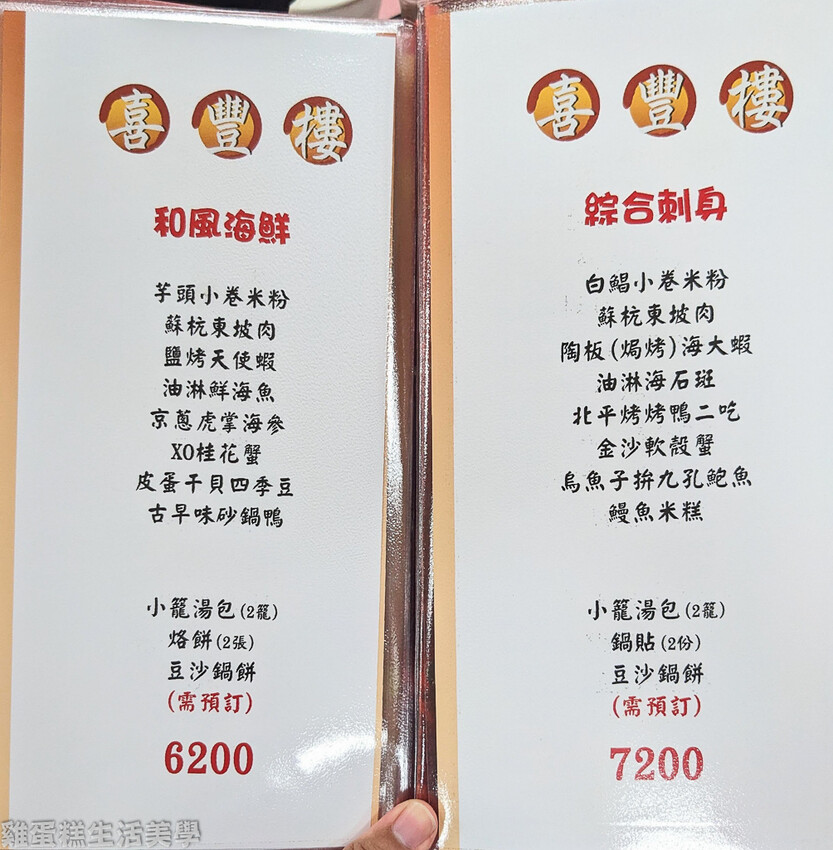 喜豐樓
和風海鮮
芋頭小卷米粉
蘇杭東坡肉
鹽烤天使蝦
油淋鮮海魚
京蔥虎掌海參
XO桂花蟹
皮蛋干貝四季豆
古早味砂鍋鴨
小籠湯包(2籠)
烙餅(2張)
豆沙鍋餅
(需預訂)
6200
喜豐樓
綜合刺身
白鯧小卷米粉
蘇杭東坡肉
陶板(焗烤)海大蝦
油淋海石斑
北平烤烤鴨二吃
金沙軟殼蟹
烏魚子拚九孔鮑魚
鰻魚米糕
小籠湯包(2籠)
鍋貼(2份)
豆沙鍋餅
(需預訂)
7200
雞蛋糕生活美學